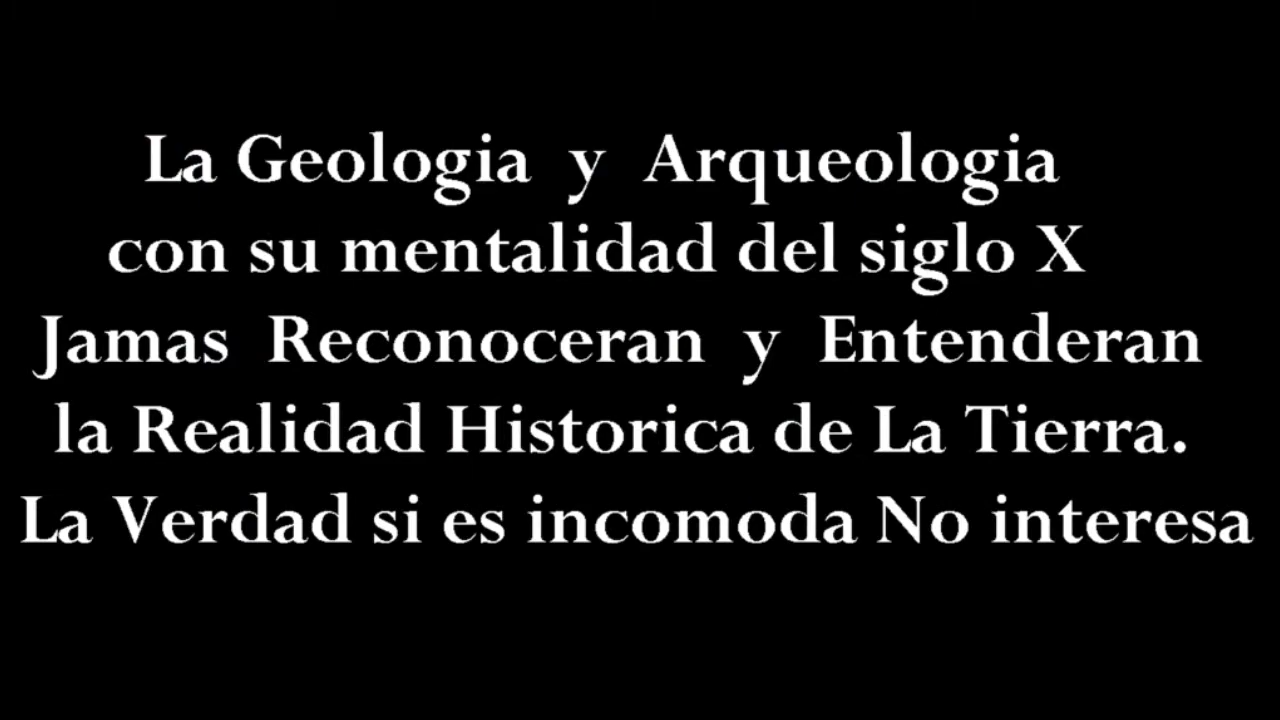 La Geologia y Arqueologia
con su mentalidad del siglo X
Jamas Reconoceran y Entenderan
la Realidad Historica de La Tierra.
La Verdad si es incomoda No interesa